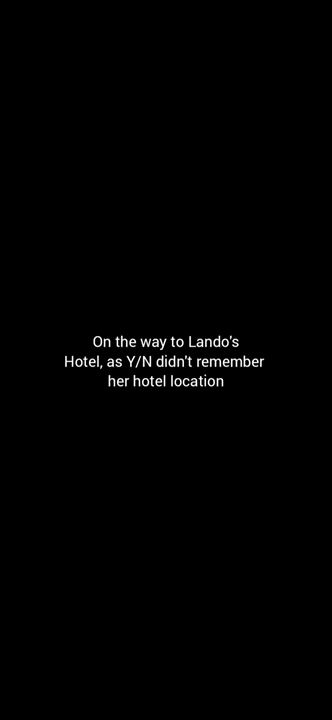 On the way to Lando's
Hotel, as Y/N didn't remember
her hotel location